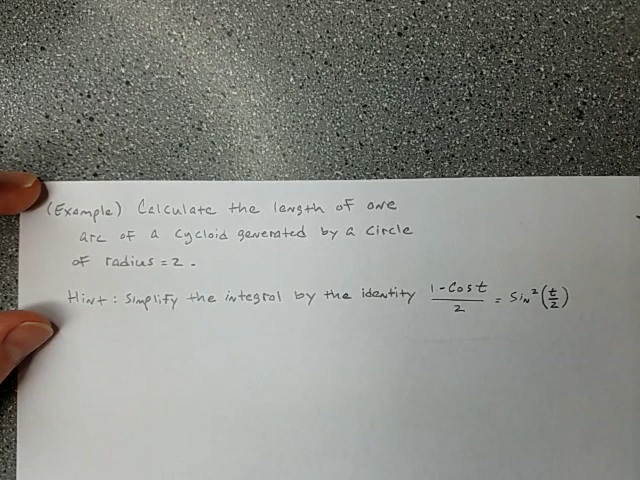 (Example) Calculate the length of one
arc of a cycloid generated by a circle
of radius = 2.
Hint: Simplify the integral by the identity (1 - Cos t)/2 = Sin²(t/2)